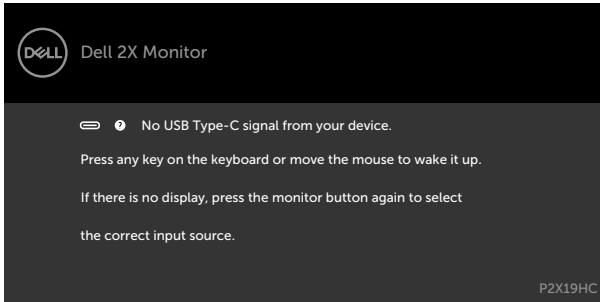 DELL
Dell 2X Monitor
? No USB Type-C signal from your device.
Press any key on the keyboard or move the mouse to wake it up.
If there is no display, press the monitor button again to select
the correct input source.
P2X19HC